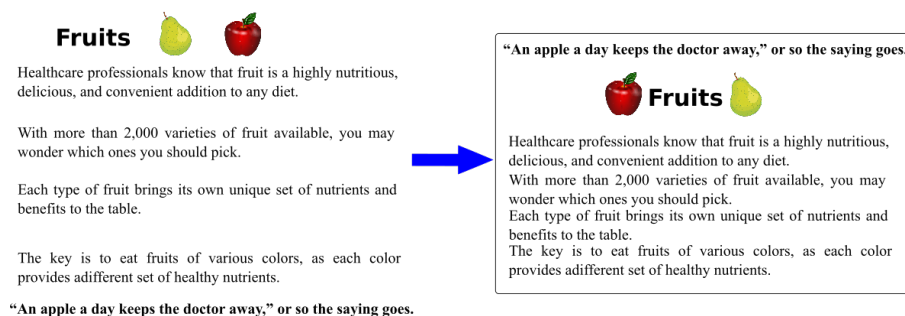 Fruits
Healthcare professionals know that fruit is a highly nutritious,
delicious, and convenient addition to any diet.
With more than 2,000 varieties of fruit available, you may
wonder which ones you should pick.
Each type of fruit brings its own unique set of nutrients and
benefits to the table.
The key is to eat fruits of various colors, as each color
provides adifferent set of healthy nutrients.
“An apple a day keeps the doctor away,” or so the saying goes.
“An apple a day keeps the doctor away,” or so the saying goes.
Fruits
Healthcare professionals know that fruit is a highly nutritious,
delicious, and convenient addition to any diet.
With more than 2,000 varieties of fruit available, you may
wonder which ones you should pick.
Each type of fruit brings its own unique set of nutrients and
benefits to the table.
The key is to eat fruits of various colors, as each color
provides adifferent set of healthy nutrients.